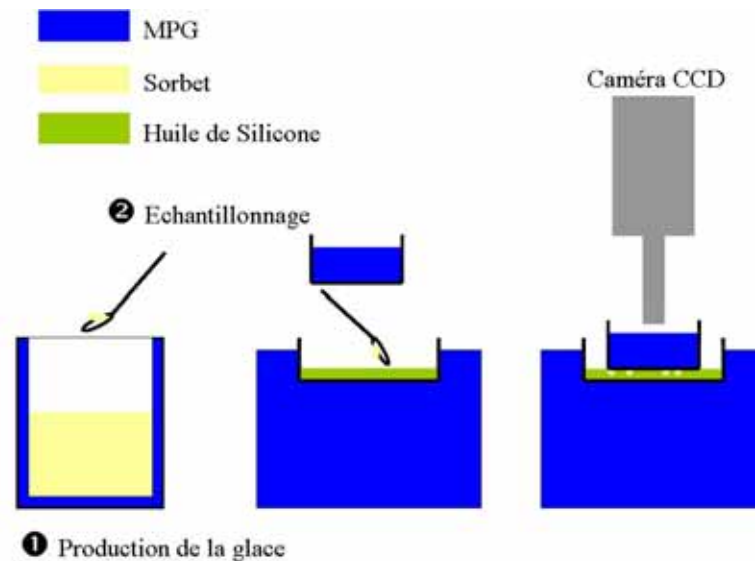 MPG
Sorbet
Huile de Silicone
Caméra CCD
❷ Echantillonnage
❶ Production de la glace